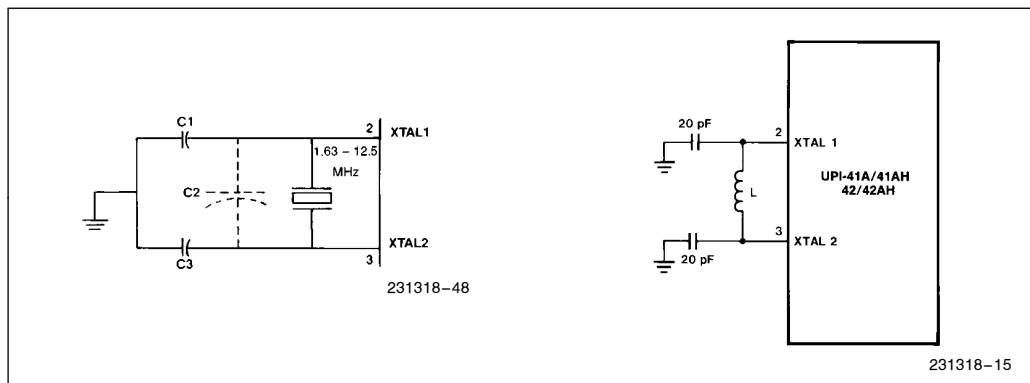 C1
2
XTAL1
1.63 – 12.5
MHz
C2
XTAL2
3
C3
231318–48
20 pF
2
XTAL 1
UPI-41A/41AH
42/42AH
L
3
XTAL 2
20 pF
231318–15